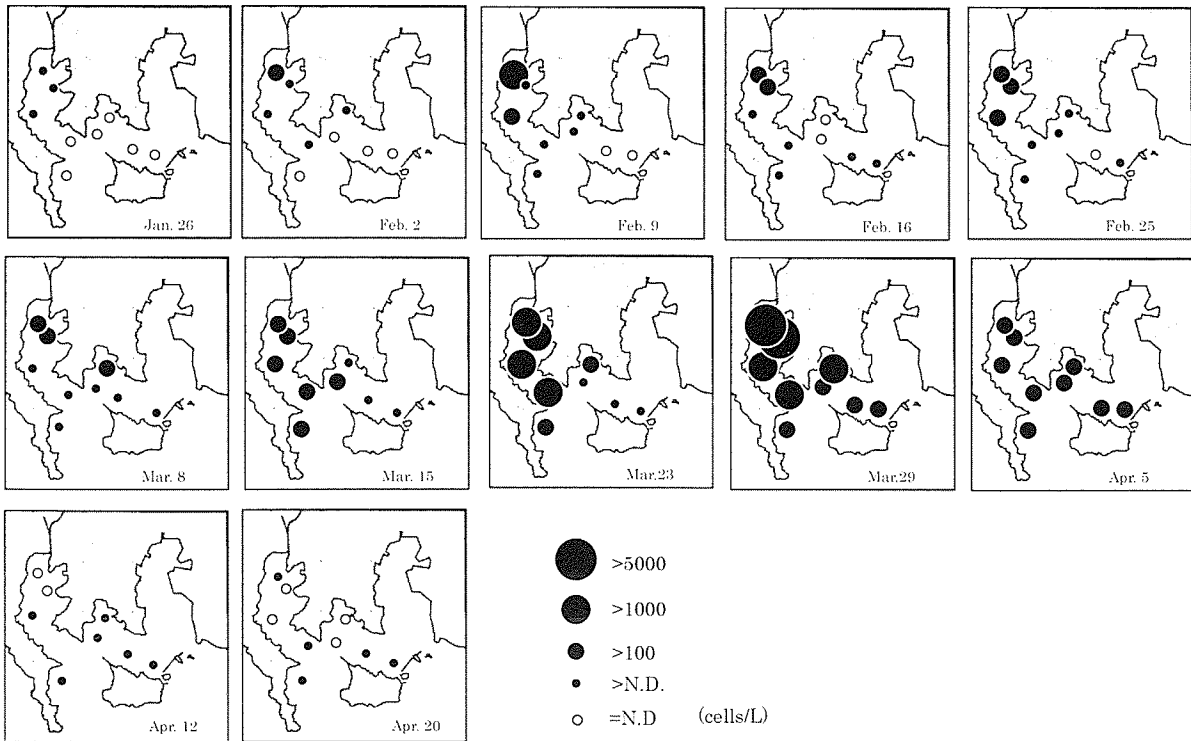 Jan. 26
Feb. 2
Feb. 9
Feb. 16
Feb. 25
Mar. 8
Mar. 15
Mar.23
Mar.29
Apr. 5
Apr. 12
Apr. 20
>5000
>1000
>100
>N.D.
=N.D (cells/L)